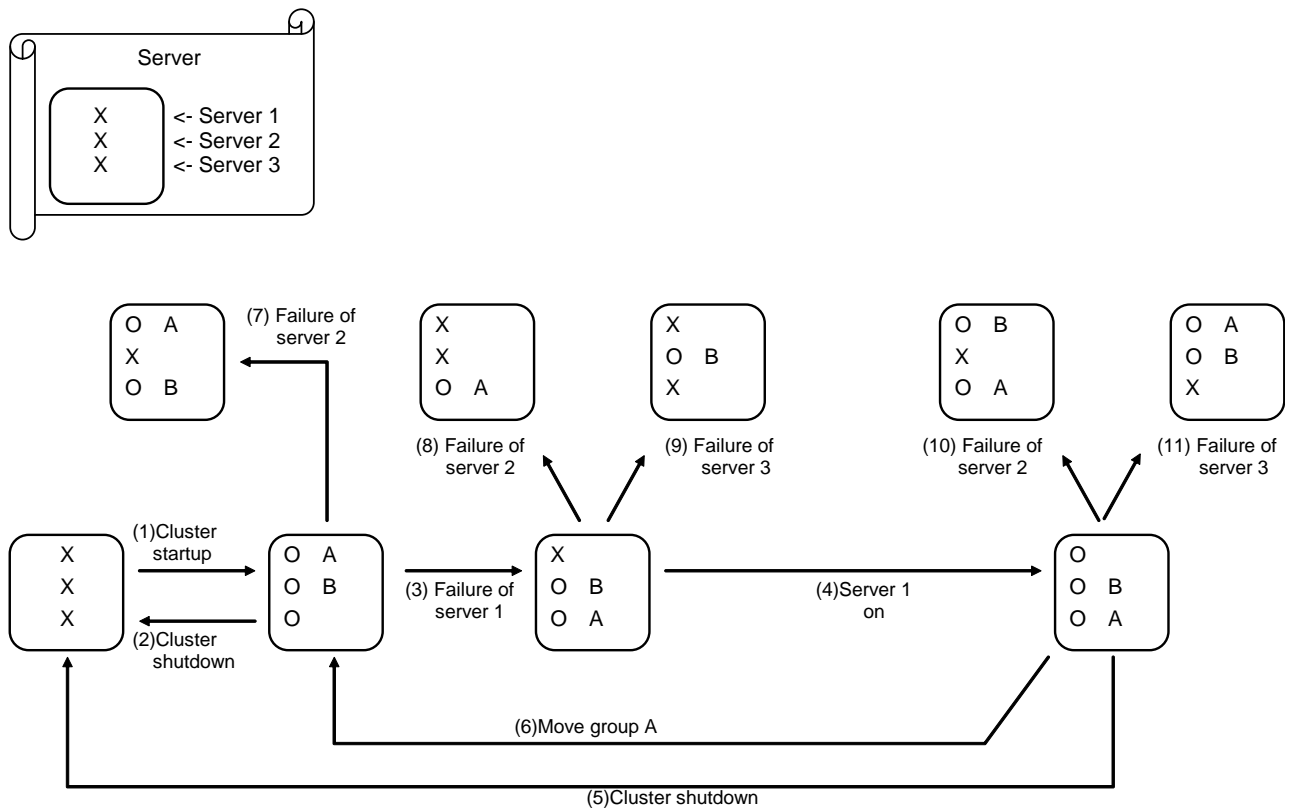 Server
X <- Server 1
X <- Server 2
X <- Server 3
O A
X
O B
(7) Failure of
server 2
X
X
O A
X
O B
X
O B
X
O A
O A
O B
X
(8) Failure of
server 2
(9) Failure of
server 3
(10) Failure of
server 2
(11) Failure of
server 3
X
X
X
(1)Cluster
startup
(2)Cluster
shutdown
O A
O B
O
(3) Failure of
server 1
X
O B
O A
(4)Server 1
on
O
O B
O A
(6)Move group A
(5)Cluster shutdown